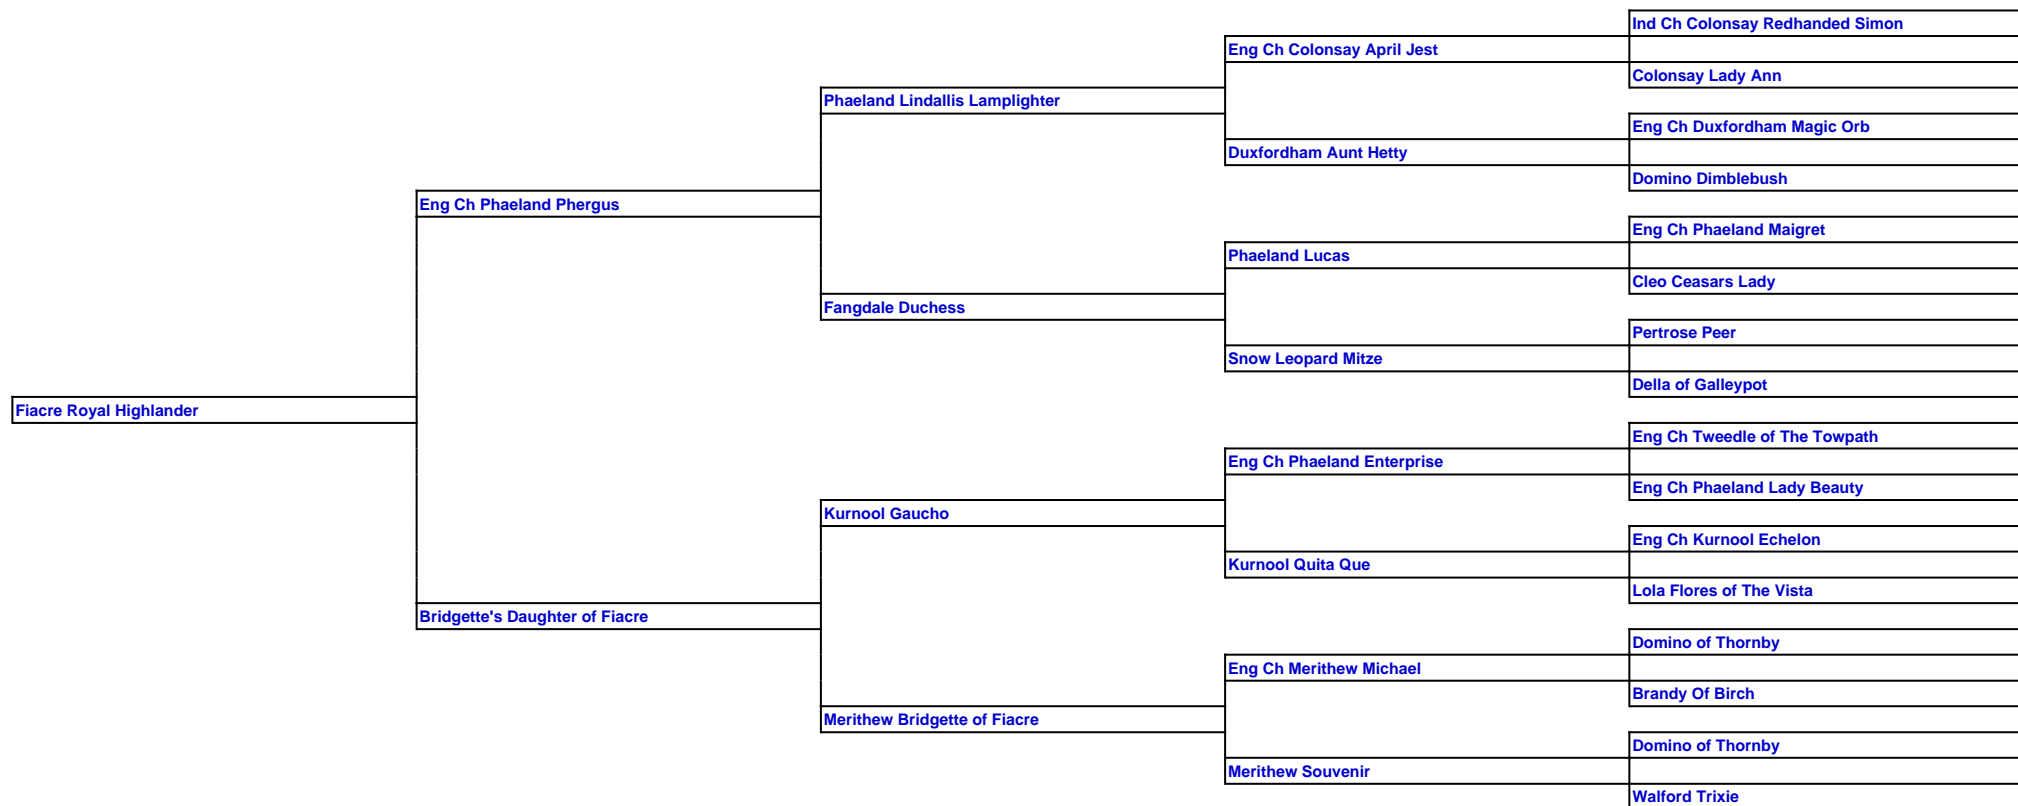 Ind Ch Colonsay Redhanded Simon
Eng Ch Colonsay April Jest
Colonsay Lady Ann
Phaeland Lindallis Lamplighter
Eng Ch Duxfordham Magic Orb
Duxfordham Aunt Hetty
Domino Dimblebush
Eng Ch Phaeland Phergus
Eng Ch Phaeland Maigret
Phaeland Lucas
Cleo Ceasars Lady
Fangdale Duchess
Pertrose Peer
Snow Leopard Mitze
Della of Galleypot
Fiacre Royal Highlander
Eng Ch Tweedle of The Towpath
Eng Ch Phaeland Enterprise
Eng Ch Phaeland Lady Beauty
Kurnool Gaucho
Eng Ch Kurnool Echelon
Kurnool Quita Que
Lola Flores of The Vista
Bridgette's Daughter of Fiacre
Domino of Thornby
Eng Ch Merithew Michael
Brandy Of Birch
Merithew Bridgette of Fiacre
Domino of Thornby
Merithew Souvenir
Walford Trixie